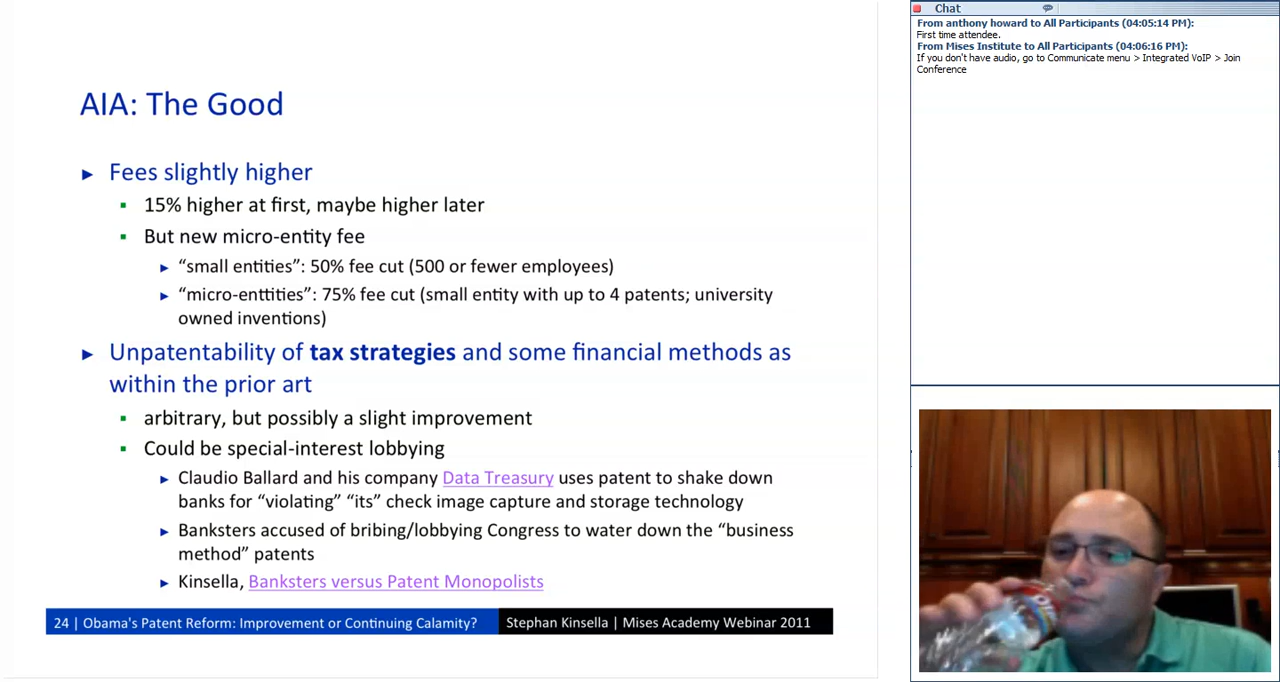 AIA: The Good
► Fees slightly higher
▪ 15% higher at first, maybe higher later
▪ But new micro-entity fee
► “small entities”: 50% fee cut (500 or fewer employees)
► “micro-enttities”: 75% fee cut (small entity with up to 4 patents; university
owned inventions)
► Unpatentability of tax strategies and some financial methods as
within the prior art
▪ arbitrary, but possibly a slight improvement
▪ Could be special-interest lobbying
► Claudio Ballard and his company Data Treasury uses patent to shake down
banks for “violating” “its” check image capture and storage technology
► Banksters accused of bribing/lobbying Congress to water down the “business
method” patents
► Kinsella, Banksters versus Patent Monopolists
24 | Obama's Patent Reform: Improvement or Continuing Calamity?
Stephan Kinsella | Mises Academy Webinar 2011
Chat
From anthony howard to All Participants (04:05:14 PM):
First time attendee.
From Mises Institute to All Participants (04:06:16 PM):
If you don't have audio, go to Communicate menu > Integrated VoIP > Join
Conference